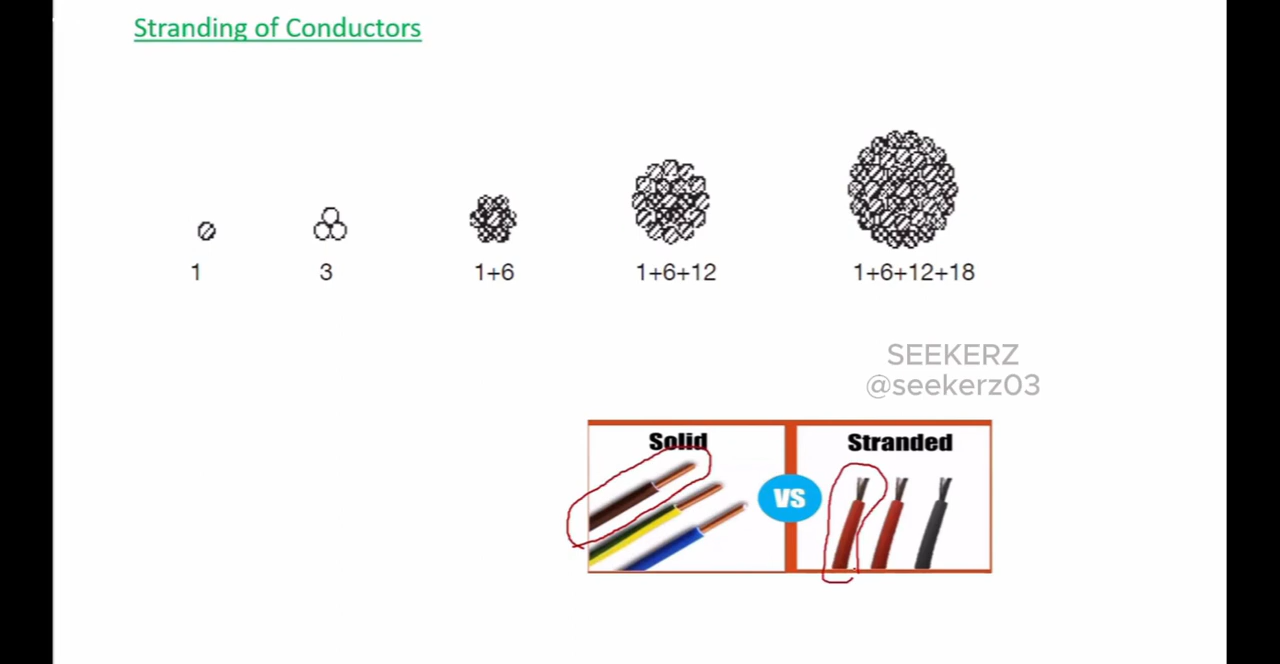 Stranding of Conductors
1 3 1+6 1+6+12 1+6+12+18
SEEKERZ
@seekerz03
Solid VS Stranded